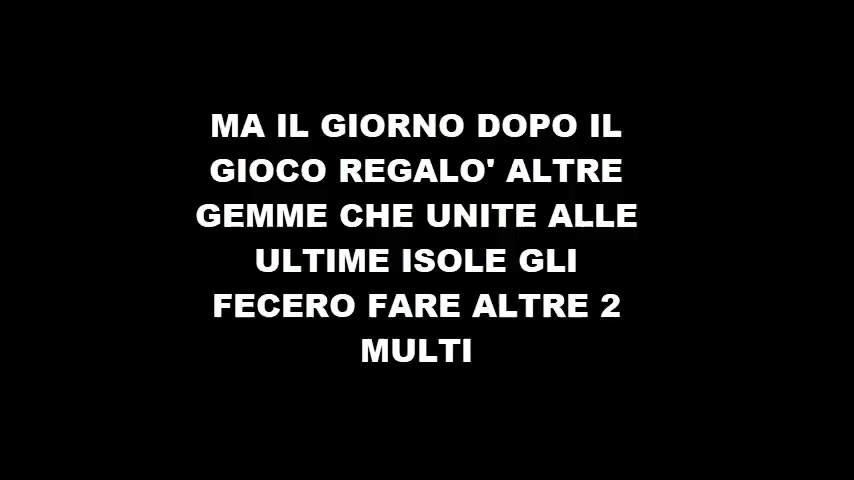 MA IL GIORNO DOPO IL
GIOCO REGALO' ALTRE
GEMME CHE UNITE ALLE
ULTIME ISOLE GLI
FECERO FARE ALTRE 2
MULTI